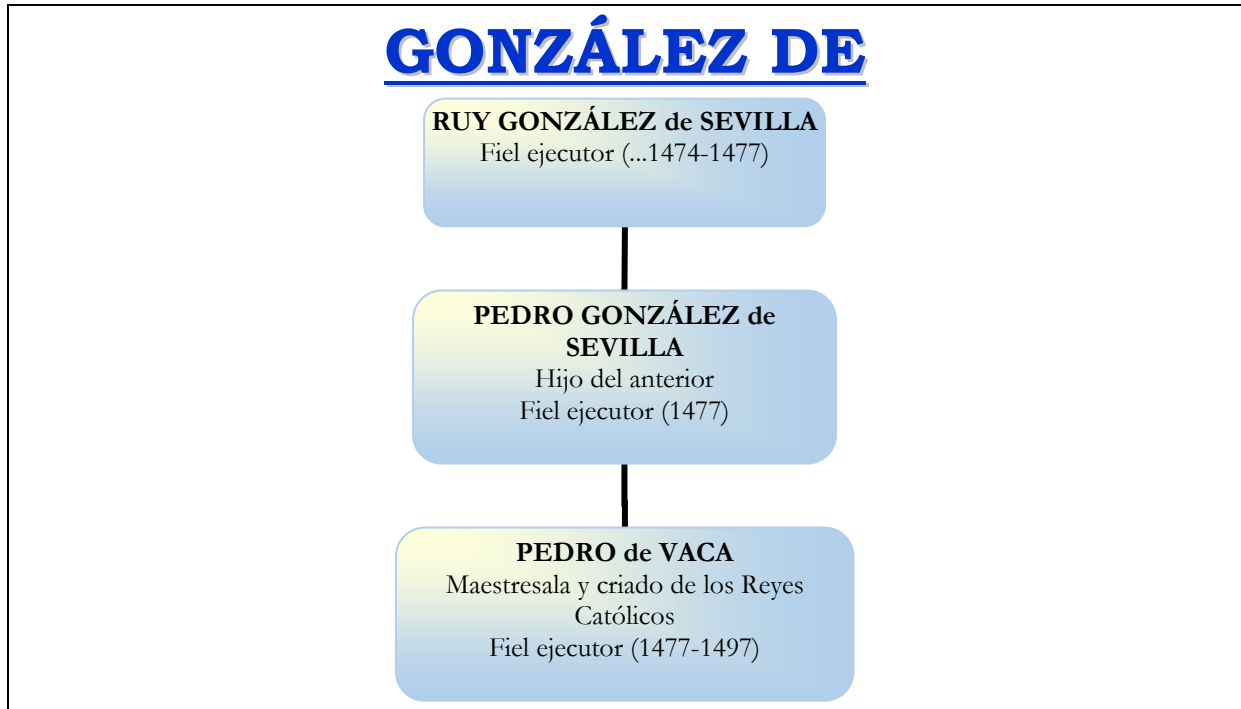 GONZÁLEZ DE
RUY GONZÁLEZ de SEVILLA
Fiel ejecutor (...1474-1477)
PEDRO GONZÁLEZ de
SEVILLA
Hijo del anterior
Fiel ejecutor (1477)
PEDRO de VACA
Maestresala y criado de los Reyes
Católicos
Fiel ejecutor (1477-1497)